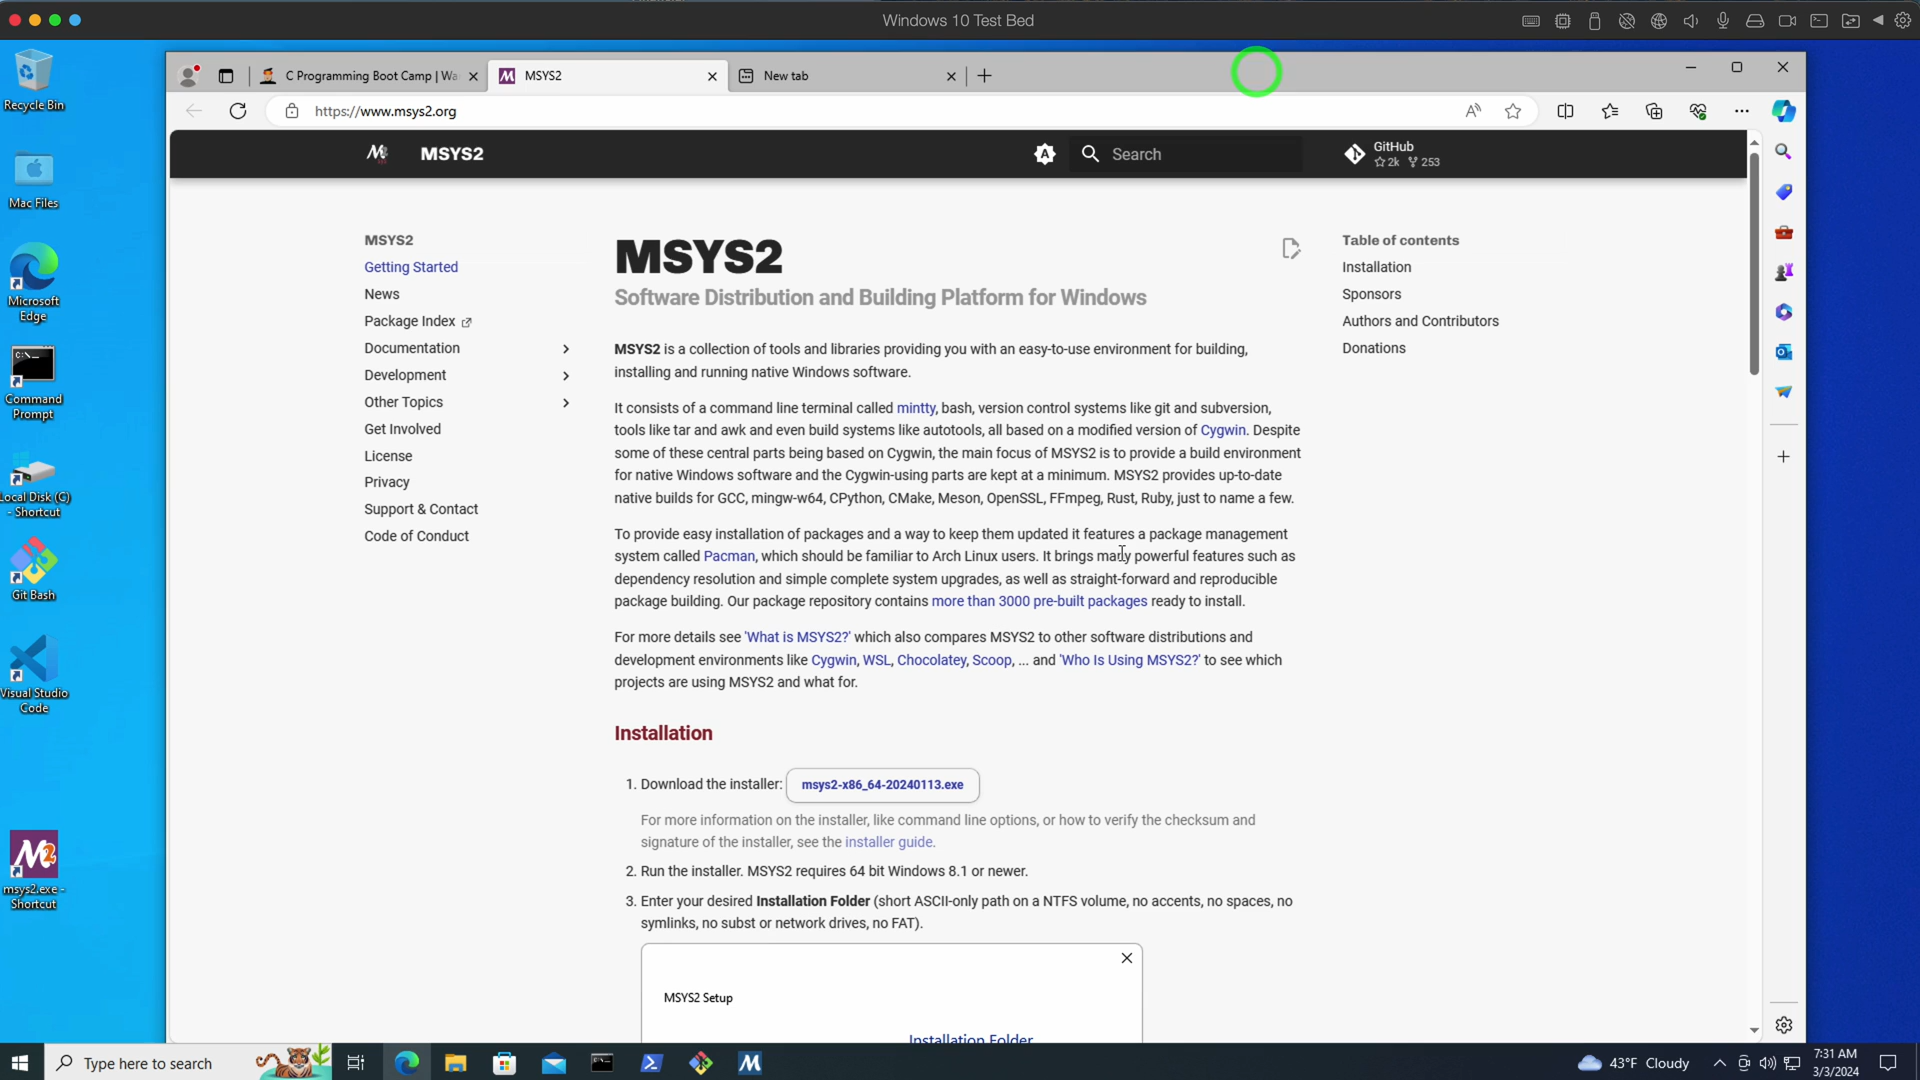 Windows 10 Test Bed
Recycle Bin
Mac Files
Microsoft
Edge
Command
Prompt
Local Disk (C)
- Shortcut
Git Bash
Visual Studio
Code
msys2.exe -
Shortcut
C Programming Boot Camp | Wa
MSYS2
New tab
https://www.msys2.org
MSYS2
Search
GitHub
2k 253
MSYS2
Getting Started
News
Package Index
Documentation
Development
Other Topics
Get Involved
License
Privacy
Support & Contact
Code of Conduct
MSYS2
Software Distribution and Building Platform for Windows
MSYS2 is a collection of tools and libraries providing you with an easy-to-use environment for building,
installing and running native Windows software.
It consists of a command line terminal called mintty, bash, version control systems like git and subversion,
tools like tar and awk and even build systems like autotools, all based on a modified version of Cygwin. Despite
some of these central parts being based on Cygwin, the main focus of MSYS2 is to provide a build environment
for native Windows software and the Cygwin-using parts are kept at a minimum. MSYS2 provides up-to-date
native builds for GCC, mingw-w64, CPython, CMake, Meson, OpenSSL, FFmpeg, Rust, Ruby, just to name a few.
To provide easy installation of packages and a way to keep them updated it features a package management
system called Pacman, which should be familiar to Arch Linux users. It brings many powerful features such as
dependency resolution and simple complete system upgrades, as well as straight-forward and reproducible
package building. Our package repository contains more than 3000 pre-built packages ready to install.
For more details see 'What is MSYS2?' which also compares MSYS2 to other software distributions and
development environments like Cygwin, WSL, Chocolatey, Scoop, ... and 'Who Is Using MSYS2?' to see which
projects are using MSYS2 and what for.
Installation
1. Download the installer: msys2-x86_64-20240113.exe
For more information on the installer, like command line options, or how to verify the checksum and
signature of the installer, see the installer guide.
2. Run the installer. MSYS2 requires 64 bit Windows 8.1 or newer.
3. Enter your desired Installation Folder (short ASCII-only path on a NTFS volume, no accents, no spaces, no
symlinks, no subst or network drives, no FAT).
MSYS2 Setup
Installation Folder
Table of contents
Installation
Sponsors
Authors and Contributors
Donations
Type here to search
43°F Cloudy
7:31 AM
3/3/2024